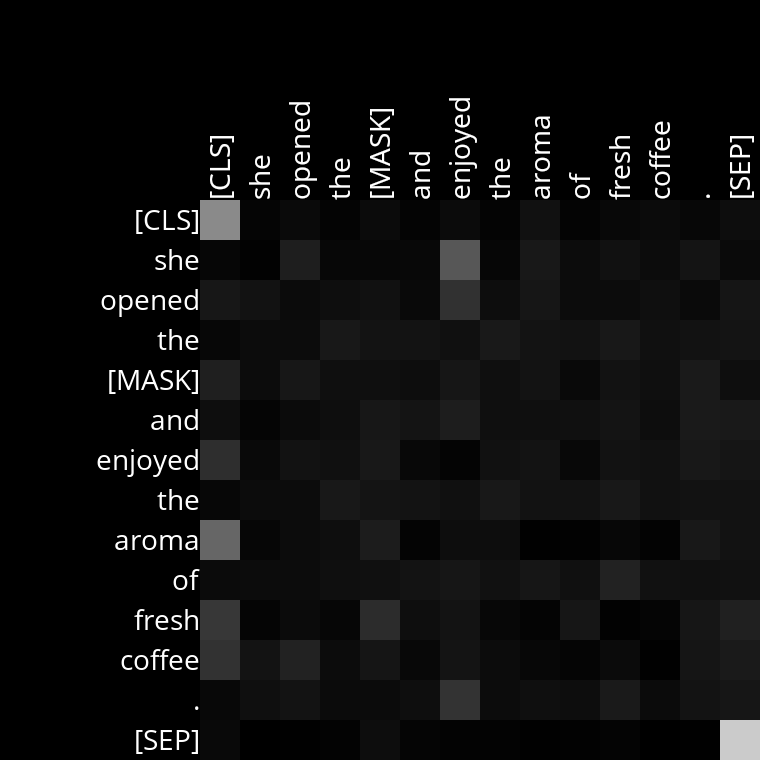 [CLS] she opened the [MASK] and enjoyed the aroma of fresh coffee . [SEP]
[CLS]
she
opened
the
[MASK]
and
enjoyed
the
aroma
of
fresh
coffee
.
[SEP]